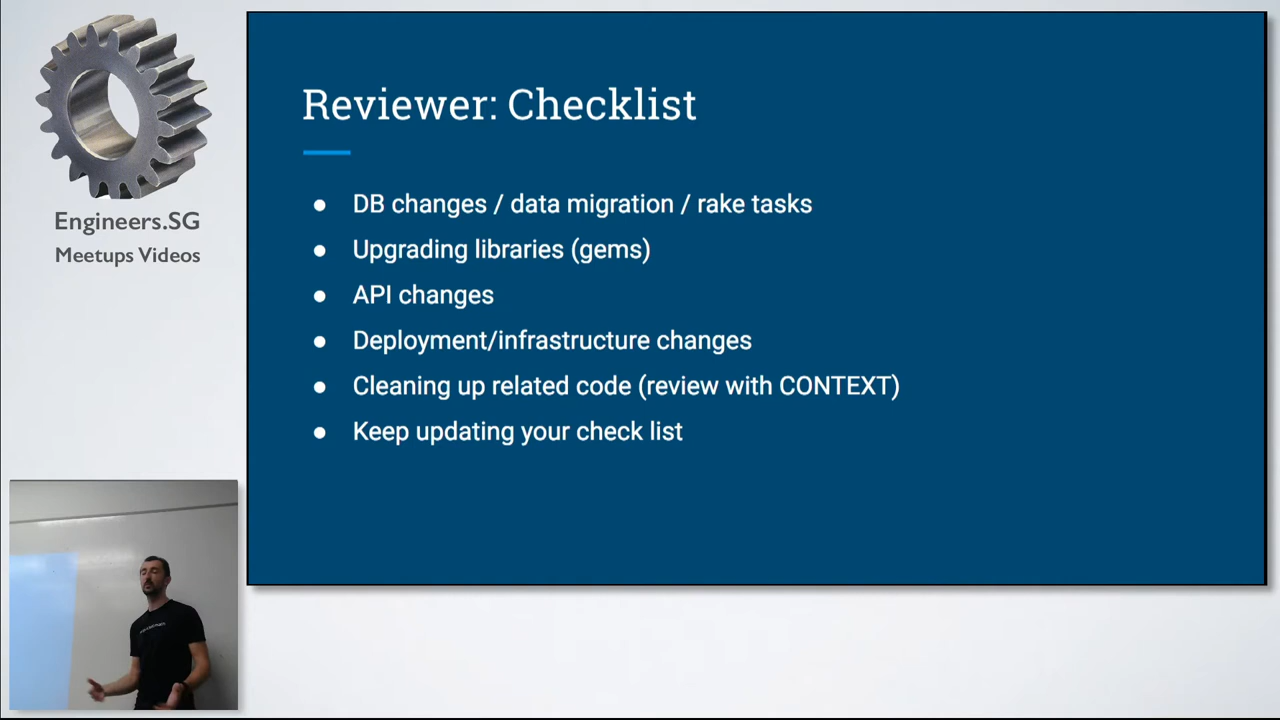 Engineers.SG
Meetups Videos
Reviewer: Checklist
● DB changes / data migration / rake tasks
● Upgrading libraries (gems)
● API changes
● Deployment/infrastructure changes
● Cleaning up related code (review with CONTEXT)
● Keep updating your check list